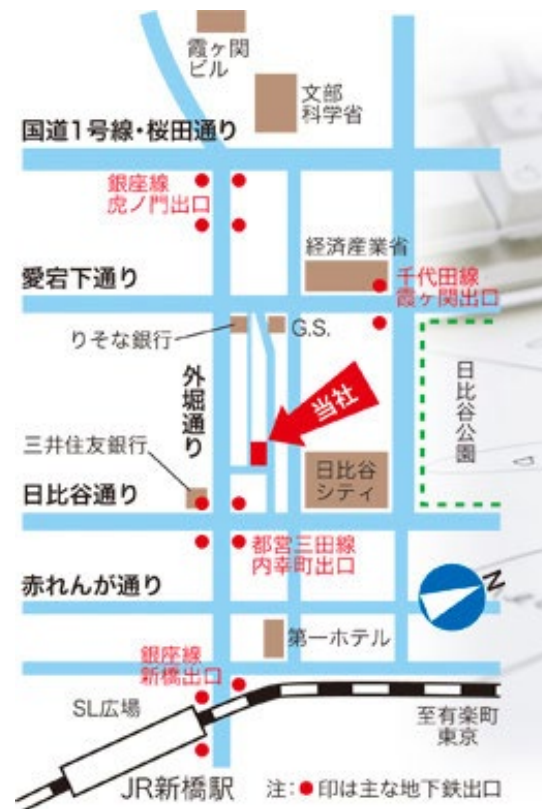 霞ヶ関
ビル
文部
科学省
国道1号線・桜田通り
銀座線
虎ノ門出口
経済産業省
愛宕下通り
千代田線
霞ヶ関出口
りそな銀行
G.S.
外堀通り
当社
日比谷公園
三井住友銀行
日比谷
シティ
日比谷通り
都営三田線
内幸町出口
赤れんが通り
N
第一ホテル
銀座線
新橋出口
SL広場
至有楽町
東京
JR新橋駅
注:●印は主な地下鉄出口